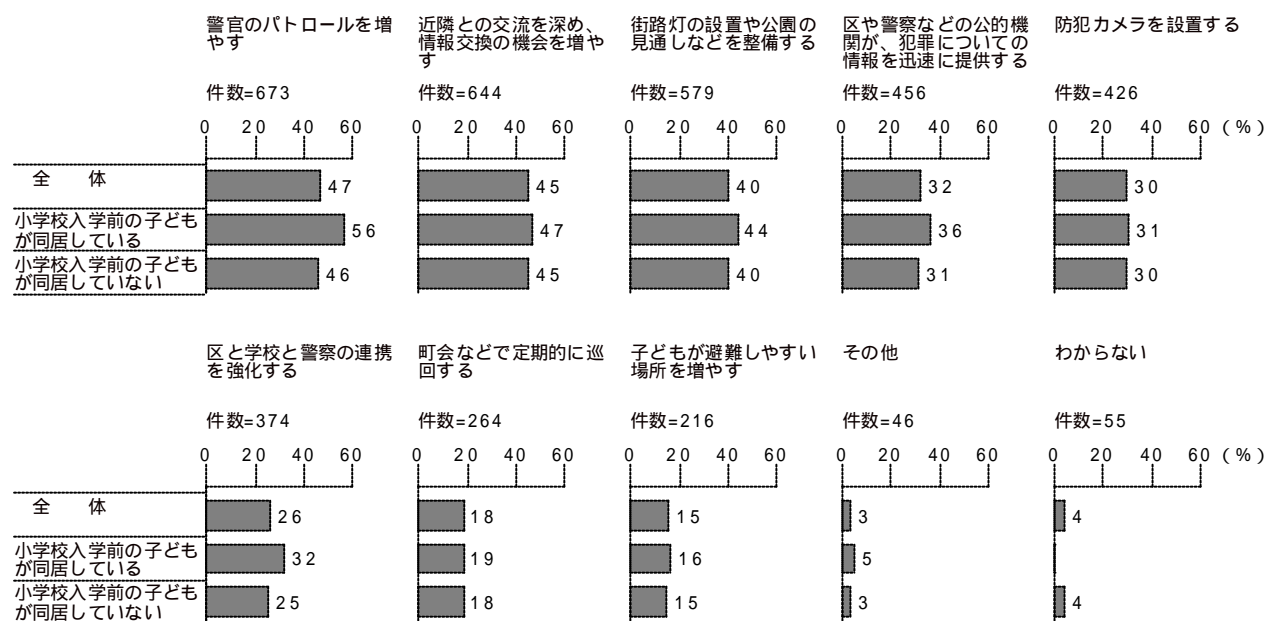 警官のパトロールを増
やす
近隣との交流を深め、
情報交換の機会を増や
す
街路灯の設置や公園の
見通しなどを整備する
区や警察などの公的機
関が、犯罪についての
情報を迅速に提供する
防犯カメラを設置する
件数=673
件数=644
件数=579
件数=456
件数=426
0 20 40 60
0 20 40 60
0 20 40 60
0 20 40 60
0 20 40 60 (%)
全 体
47
45
40
32
30
小学校入学前の子ども
が同居している
56
47
44
36
31
小学校入学前の子ども
が同居していない
46
45
40
31
30
区と学校と警察の連携
を強化する
町会などで定期的に巡
回する
子どもが避難しやすい
場所を増やす
その他
わからない
件数=374
件数=264
件数=216
件数=46
件数=55
0 20 40 60
0 20 40 60
0 20 40 60
0 20 40 60
0 20 40 60 (%)
全 体
26
18
15
3
4
小学校入学前の子ども
が同居している
32
19
16
5
小学校入学前の子ども
が同居していない
25
18
15
3
4